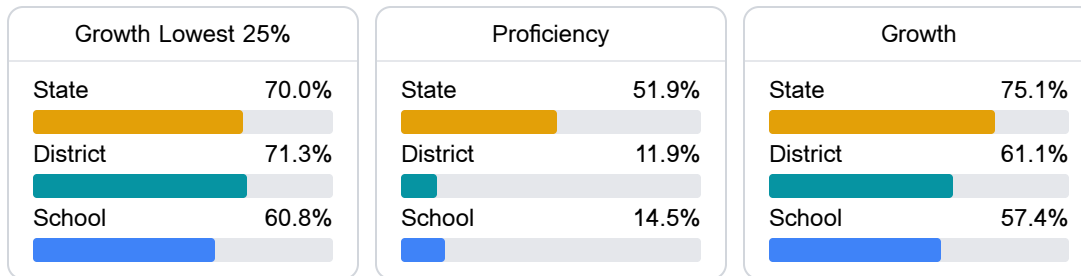 Growth Lowest 25%
State 70.0%
District 71.3%
School 60.8%
Proficiency
State 51.9%
District 11.9%
School 14.5%
Growth
State 75.1%
District 61.1%
School 57.4%